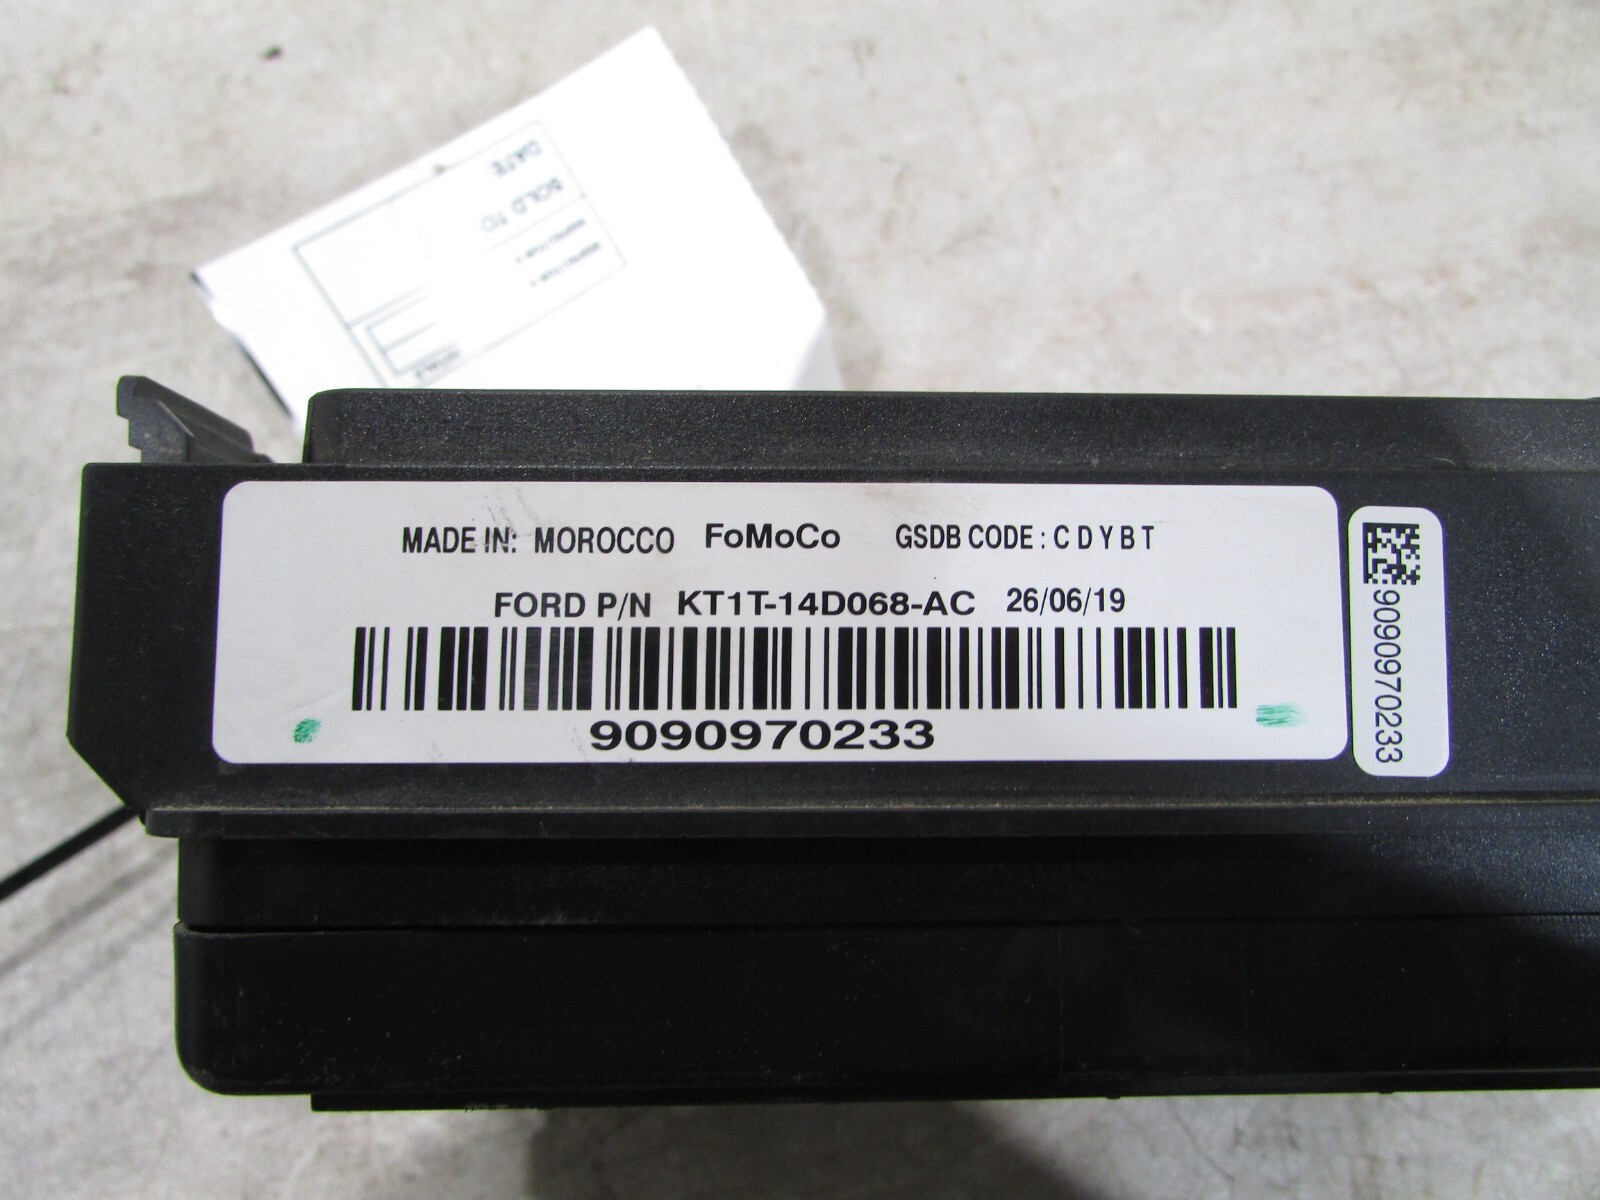 DATE
SOLD TO
MADE IN: MOROCCO FoMoCo GSDB CODE : C D Y B T
FORD P/N KT1T-14D068-AC 26/06/19
9090970233
9090970233